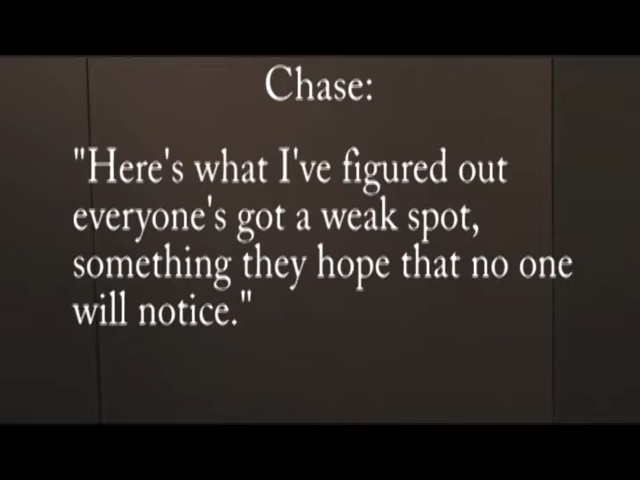 Chase:
"Here's what I've figured out
everyone's got a weak spot,
something they hope that no one
will notice."